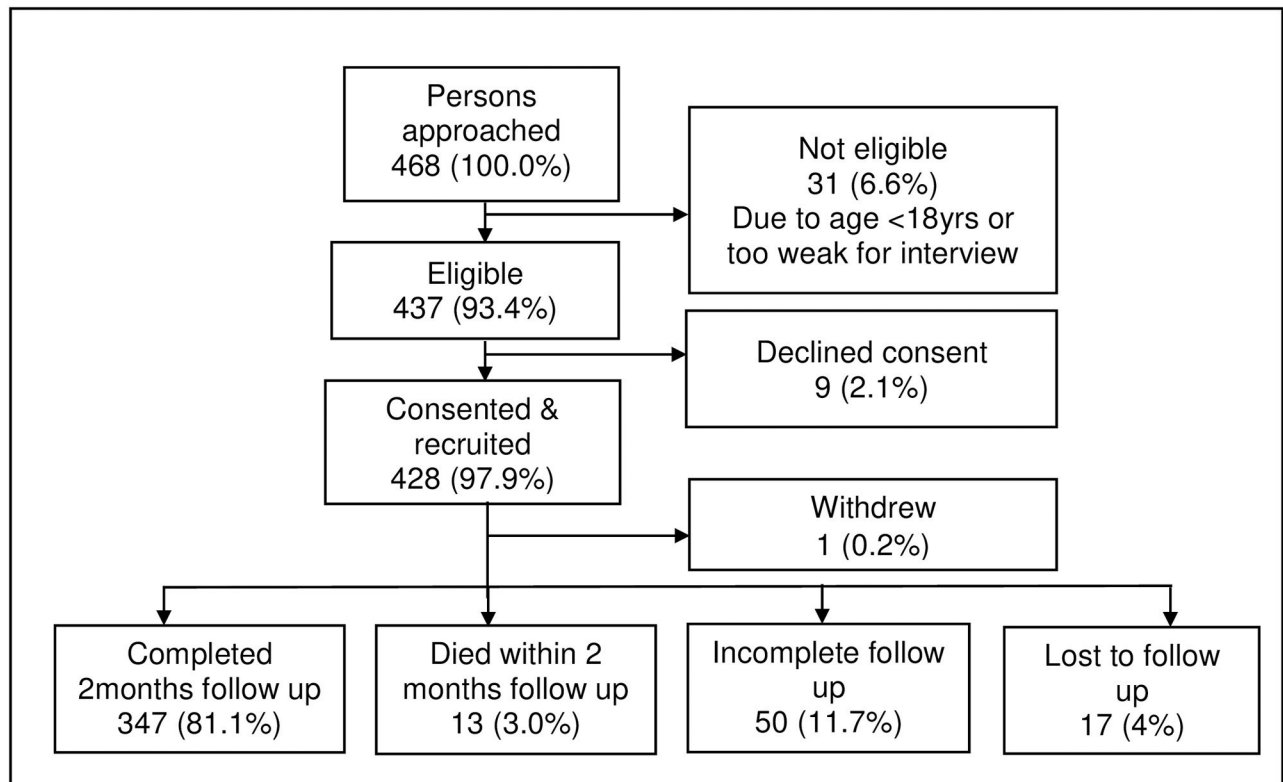 Persons
approached
468 (100.0%)
Not eligible
31 (6.6%)
Due to age <18yrs or
too weak for interview
Eligible
437 (93.4%)
Declined consent
9 (2.1%)
Consented &
recruited
428 (97.9%)
Withdrew
1 (0.2%)
Completed
2months follow up
347 (81.1%)
Died within 2
months follow up
13 (3.0%)
Incomplete follow
up
50 (11.7%)
Lost to follow
up
17 (4%)